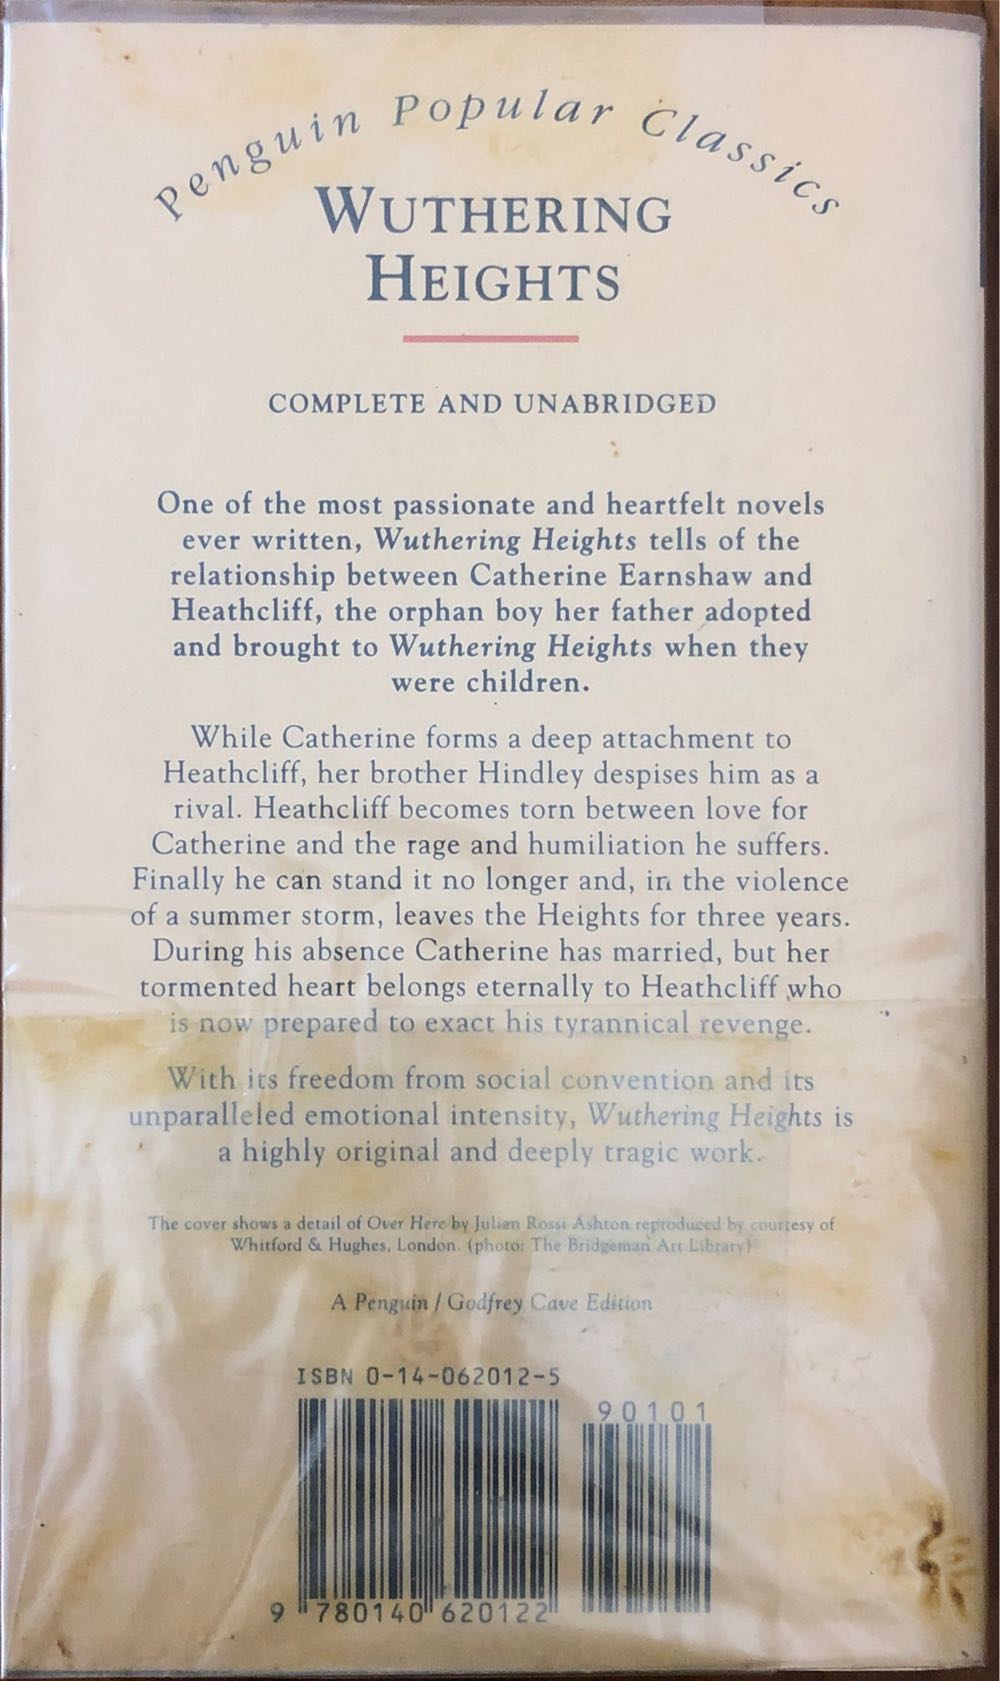 Penguin Popular Classics
WUTHERING
HEIGHTS
COMPLETE AND UNABRIDGED
One of the most passionate and heartfelt novels
ever written, Wuthering Heights tells of the
relationship between Catherine Earnshaw and
Heathcliff, the orphan boy her father adopted
and brought to Wuthering Heights when they
were children.
While Catherine forms a deep attachment to
Heathcliff, her brother Hindley despises him as a
rival. Heathcliff becomes torn between love for
Catherine and the rage and humiliation he suffers.
Finally he can stand it no longer and, in the violence
of a summer storm, leaves the Heights for three years.
During his absence Catherine has married, but her
tormented heart belongs eternally to Heathcliff who
is now prepared to exact his tyrannical revenge.
With its freedom from social convention and its
unparalleled emotional intensity, Wuthering Heights is
a highly original and deeply tragic work.
The cover shows a detail of Over Here by Julian Rossi Ashton reproduced by courtesy of
Whitford & Hughes, London. (photo: The Bridgeman Art Library)
A Penguin / Godfrey Cave Edition
ISBN 0-14-062012-5
90101
9 780140 620122